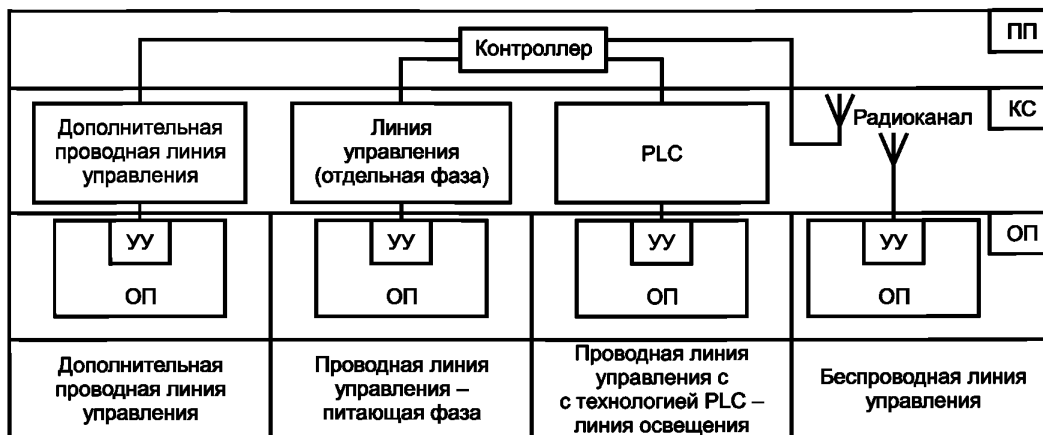 ПП
Контроллер
КС
Дополнительная
проводная линия
управления
Линия
управления
(отдельная фаза)
PLC
Радиоканал
ОП
УУ
ОП
УУ
ОП
УУ
ОП
УУ
ОП
Дополнительная
проводная линия
управления
Проводная линия
управления –
питающая фаза
Проводная линия
управления с
с технологией PLC –
линия освещения
Беспроводная линия
управления